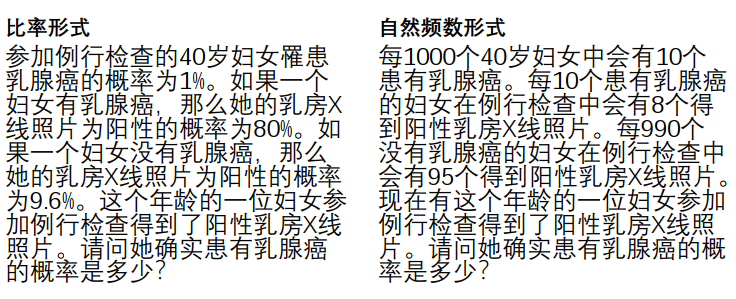 比率形式
参加例行检查的40岁妇女罹患
乳腺癌的概率为1%。如果一个
妇女有乳腺癌，那么她的乳房X
线照片为阳性的概率为80%。如
果一个妇女没有乳腺癌，那么
她的乳房X线照片为阳性的概率
为9.6%。这个年龄的一位妇女参
加例行检查得到了阳性乳房X线
照片。请问她确实患有乳腺癌
的概率是多少？
自然频数形式
每1000个40岁妇女中会有10个
患有乳腺癌。每10个患有乳腺癌
的妇女在例行检查中会有8个得
到阳性乳房X线照片。每990个
没有乳腺癌的妇女在例行检查中
会有95个得到阳性乳房X线照片。
现在有这个年龄的一位妇女参加
例行检查得到了阳性乳房X线照
片。请问她确实患有乳腺癌的概
率是多少？